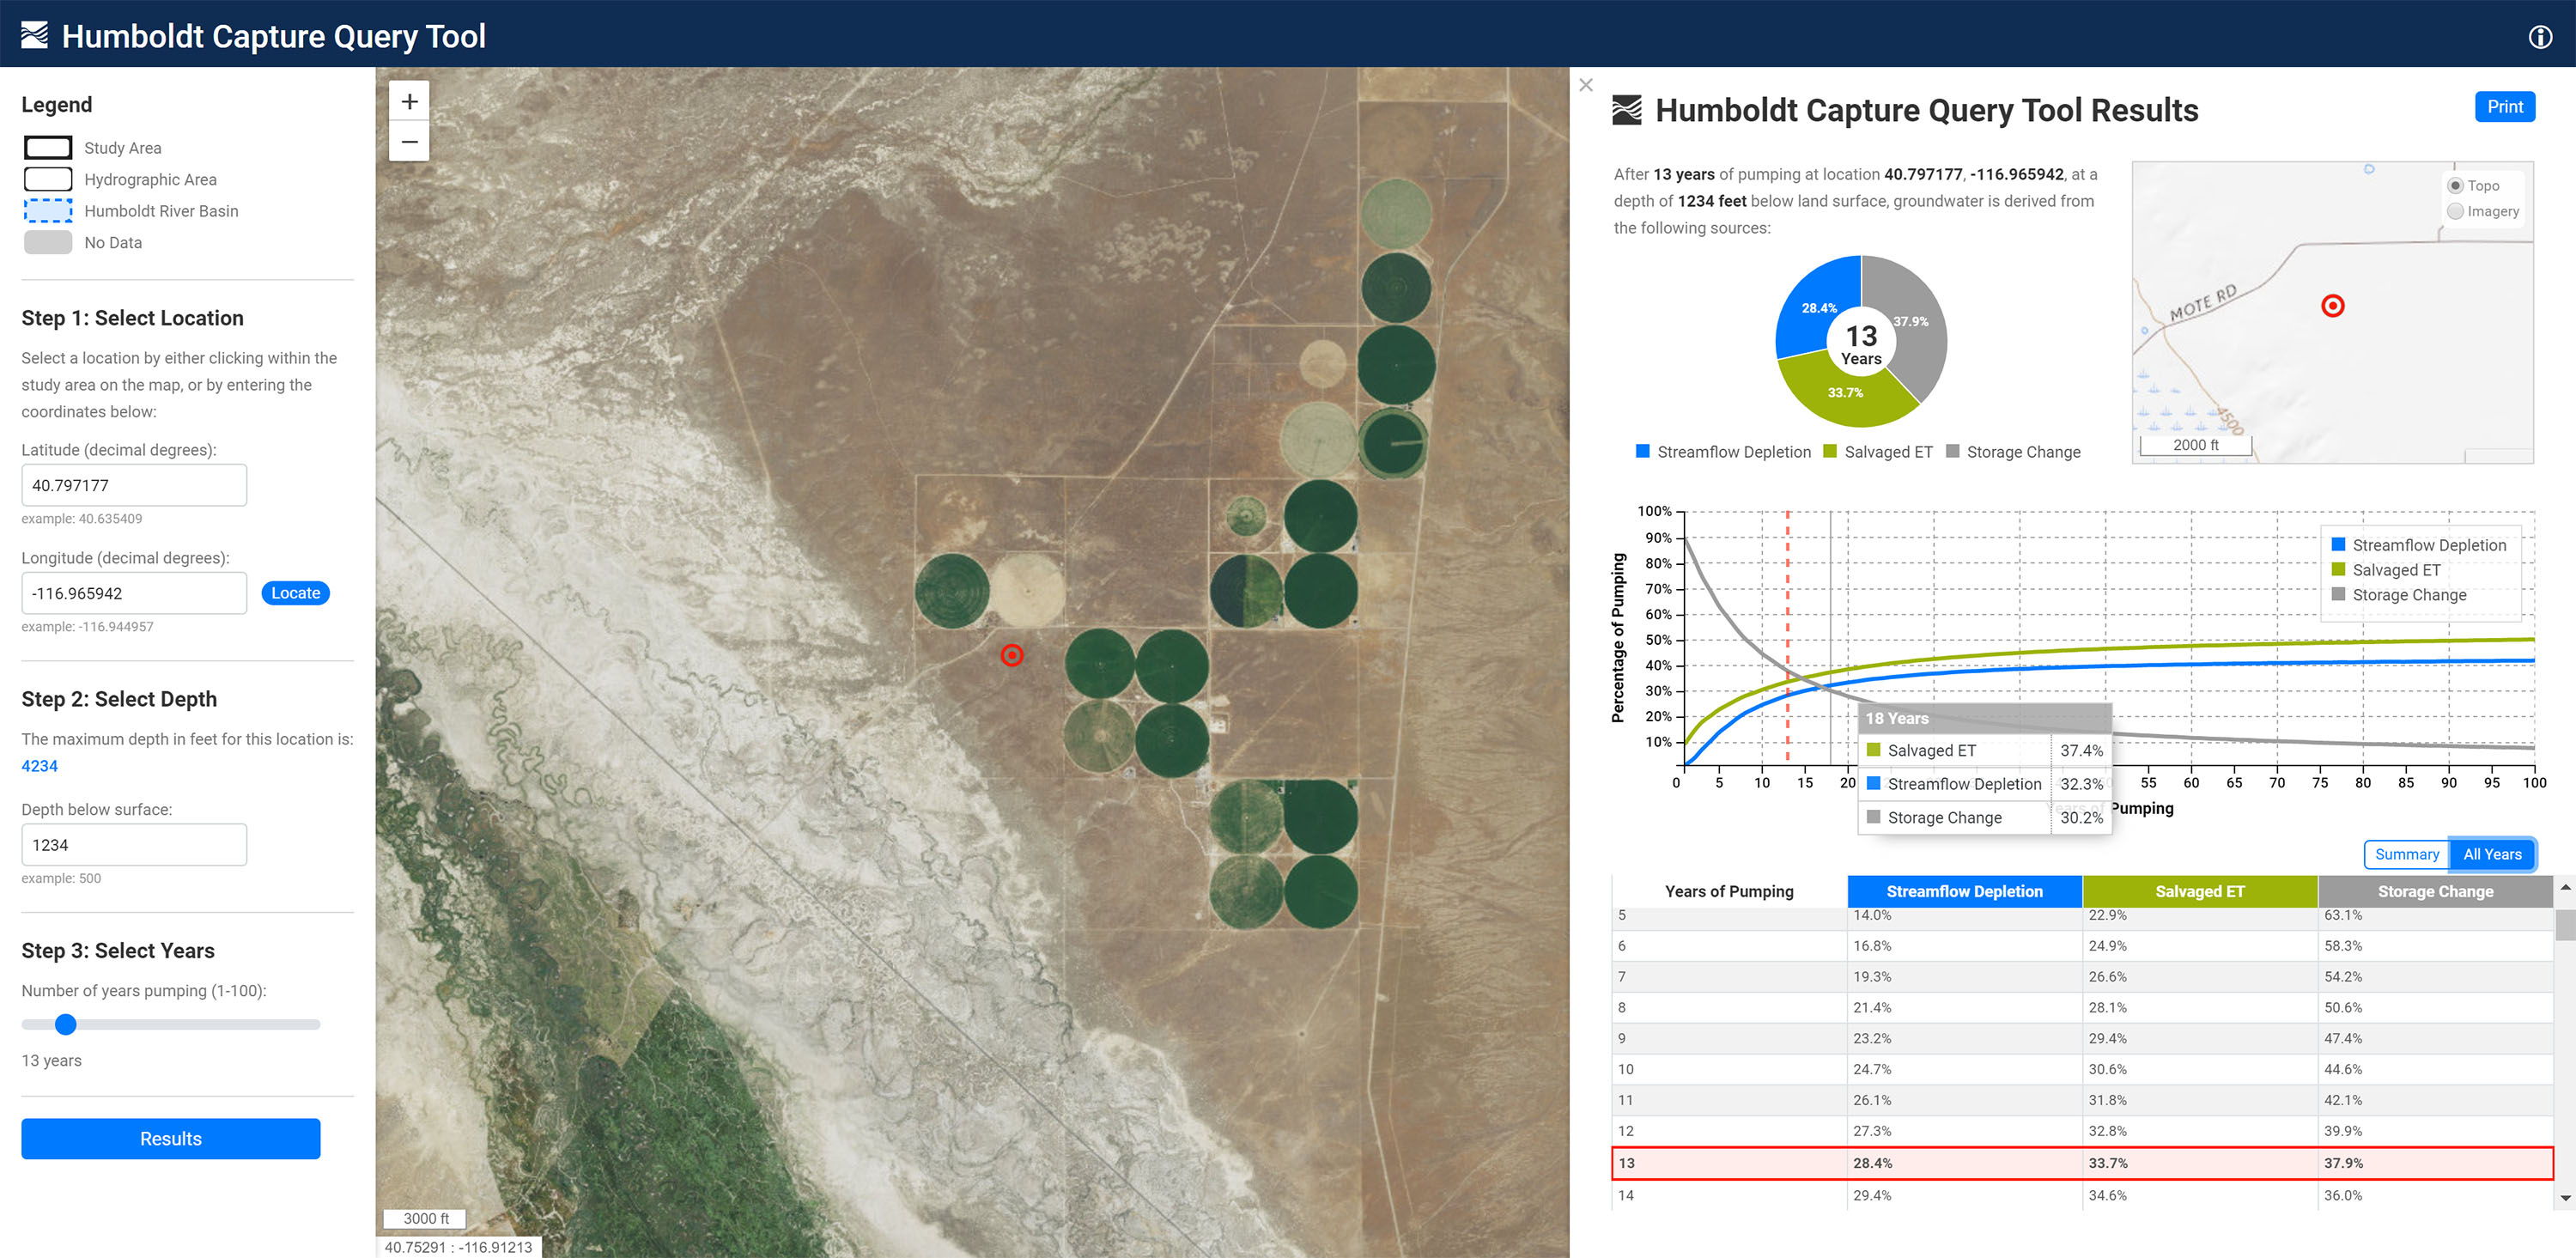 Humboldt Capture Query Tool
Legend
Study Area
Hydrographic Area
Humboldt River Basin
No Data
Step 1: Select Location
Select a location by either clicking within the
study area on the map, or by entering the
coordinates below:
Latitude (decimal degrees):
40.797177
example: 40.635409
Longitude (decimal degrees):
-116.965942
Locate
example: -116.944957
Step 2: Select Depth
The maximum depth in feet for this location is:
4234
Depth below surface:
1234
example: 500
Step 3: Select Years
Number of years pumping (1-100):
13 years
Results
+
−
3000 ft
40.75291 : -116.91213
×
Humboldt Capture Query Tool Results
Print
After 13 years of pumping at location 40.797177, -116.965942, at a
depth of 1234 feet below land surface, groundwater is derived from
the following sources:
28.4%
37.9%
33.7%
13
Years
Streamflow Depletion Salvaged ET Storage Change
Topo
Imagery
MOTE RD
4500
2000 ft
Percentage of Pumping
100%
90%
80%
70%
60%
50%
40%
30%
20%
10%
Streamflow Depletion
Salvaged ET
Storage Change
18 Years
Salvaged ET 37.4%
Streamflow Depletion 32.3%
Storage Change 30.2%
0 5 10 15 20 55 60 65 70 75 80 85 90 95 100
Years of Pumping
Summary All Years
Years of Pumping Streamflow Depletion Salvaged ET Storage Change
5 14.0% 22.9% 63.1%
6 16.8% 24.9% 58.3%
7 19.3% 26.6% 54.2%
8 21.4% 28.1% 50.6%
9 23.2% 29.4% 47.4%
10 24.7% 30.6% 44.6%
11 26.1% 31.8% 42.1%
12 27.3% 32.8% 39.9%
13 28.4% 33.7% 37.9%
14 29.4% 34.6% 36.0%